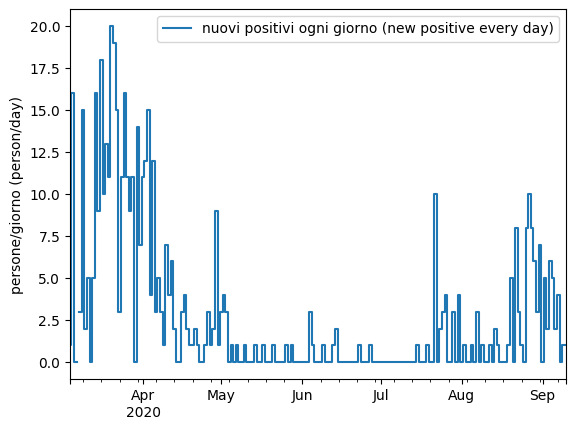 nuovi positivi ogni giorno (new positive every day)
persone/giorno (person/day)
20.0
17.5
15.0
12.5
10.0
7.5
5.0
2.5
0.0
Apr
2020
May
Jun
Jul
Aug
Sep